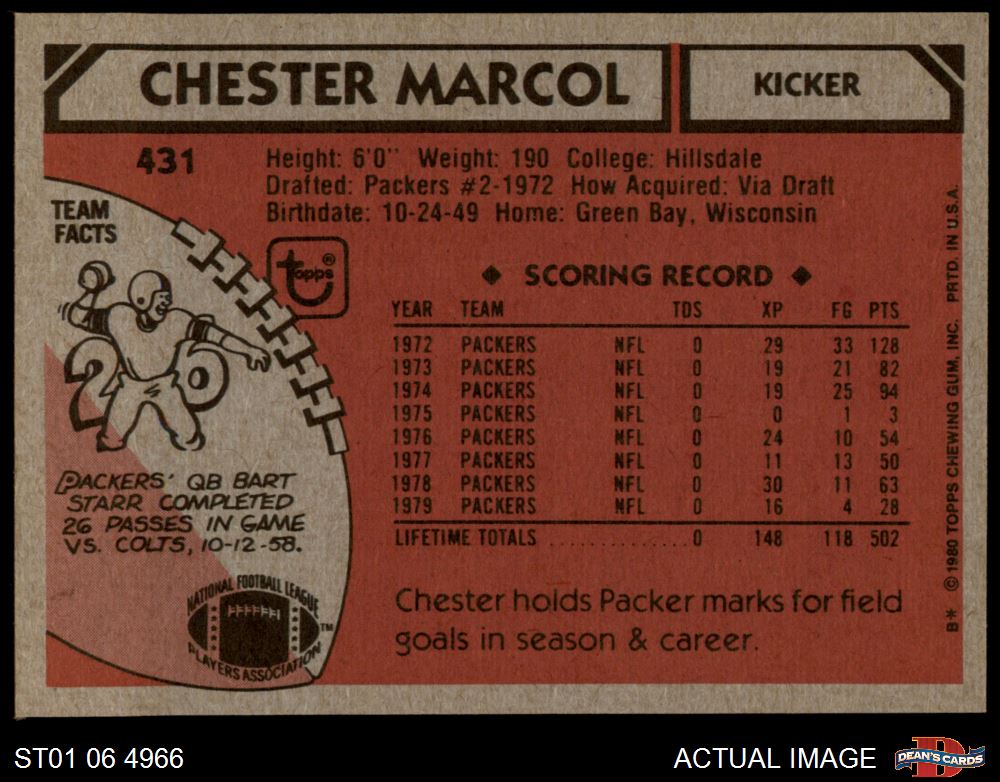 CHESTER MARCOL
KICKER
431
Height: 6'0" Weight: 190 College: Hillsdale
Drafted: Packers #2-1972 How Acquired: Via Draft
Birthdate: 10-24-49 Home: Green Bay, Wisconsin
TEAM
FACTS
topps®
26
PACKERS' QB BART
STARR COMPLETED
26 PASSES IN GAME
VS. COLTS, 10-12-58.
NATIONAL FOOTBALL LEAGUE
PLAYERS ASSOCIATION
TM
◆ SCORING RECORD ◆
YEAR TEAM TDS XP FG PTS
1972 PACKERS NFL 0 29 33 128
1973 PACKERS NFL 0 19 21 82
1974 PACKERS NFL 0 19 25 94
1975 PACKERS NFL 0 0 1 3
1976 PACKERS NFL 0 24 10 54
1977 PACKERS NFL 0 11 13 50
1978 PACKERS NFL 0 30 11 63
1979 PACKERS NFL 0 16 4 28
LIFETIME TOTALS ............. 0 148 118 502
Chester holds Packer marks for field
goals in season & career.
B* © 1980 TOPPS CHEWING GUM, INC. PRTD. IN U.S.A.
ST01 06 4966
ACTUAL IMAGE
D
DEAN'S CARDS